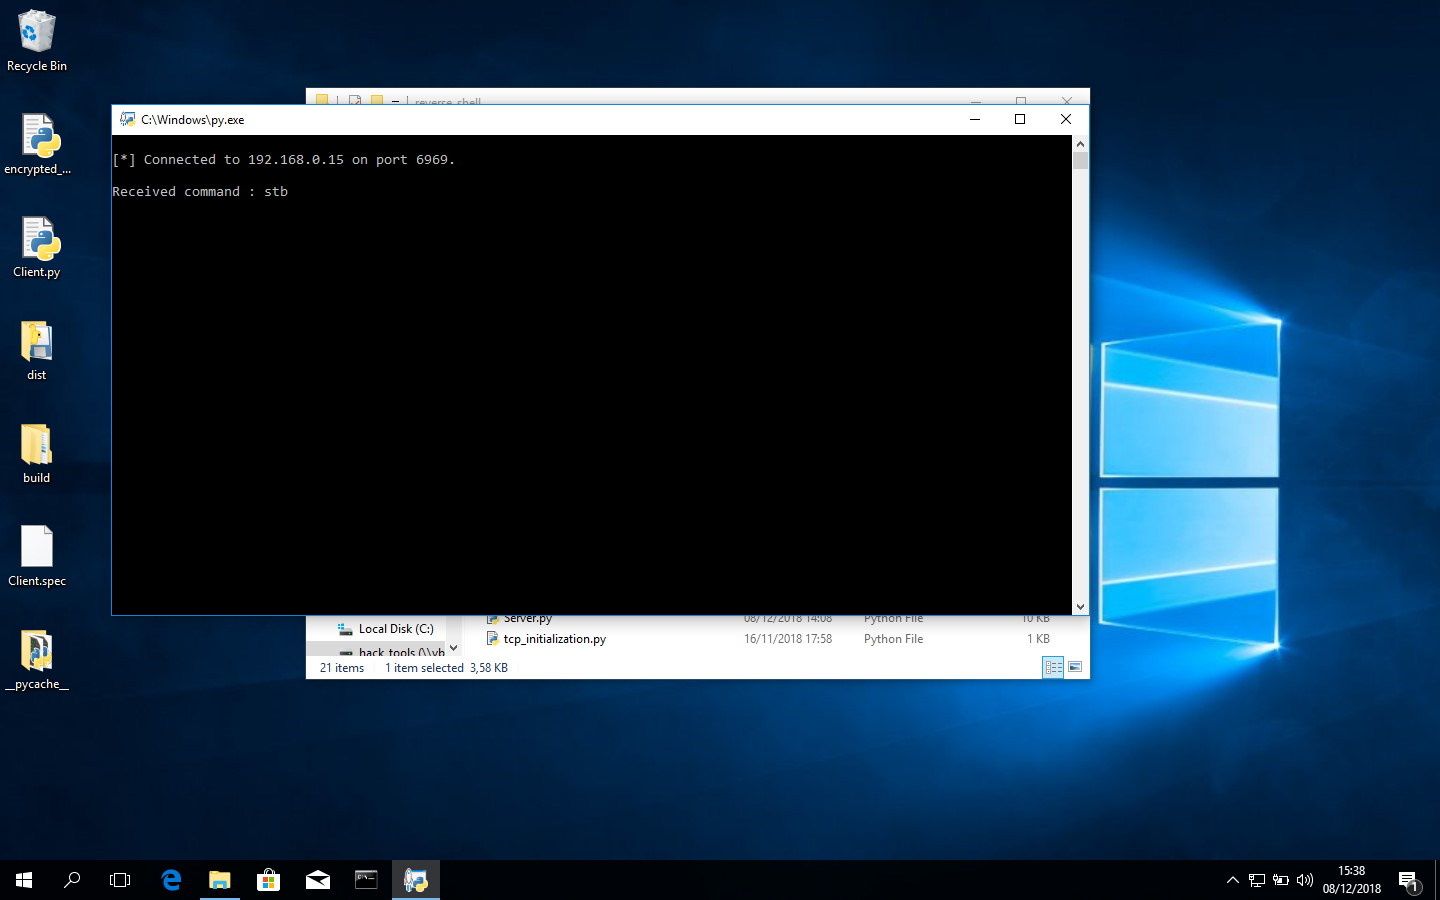 Recycle Bin
encrypted_...
Client.py
dist
build
Client.spec
__pycache__
reverse_shell
C:\Windows\py.exe
[*] Connected to 192.168.0.15 on port 6969.
Received command : stb
Server.py 08/12/2018 14:08 Python File 10 KB
Local Disk (C:)
tcp_initialization.py 16/11/2018 17:58 Python File 1 KB
hack_tools (\\vb
21 items 1 item selected 3,58 KB
15:38
08/12/2018
1